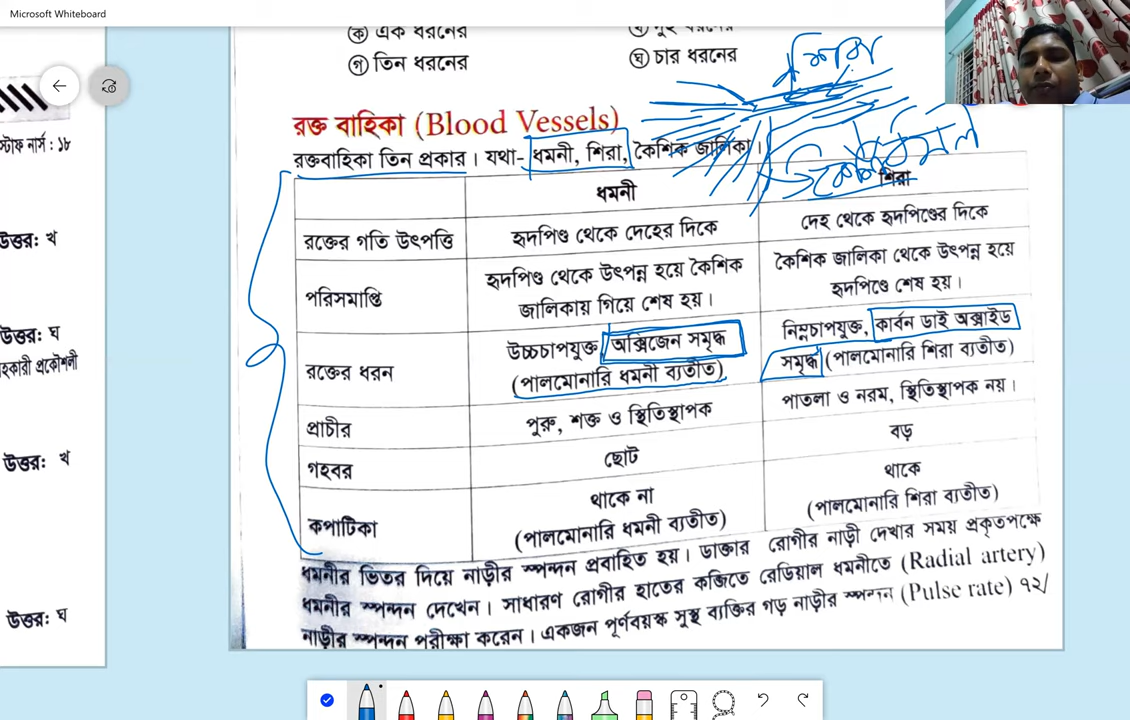 Microsoft Whiteboard
ক এক ধরনের
গ তিন ধরনের
ঘ চার ধরনের
শিরা
রক্ত বাহিকা (Blood Vessels)
রক্তবাহিকা তিন প্রকার। যথা- ধমনী, শিরা, কৈশিক জালিকা।
ধমনী শিরা
রক্তের গতি উৎপত্তি হৃদপিণ্ড থেকে দেহের দিকে দেহ থেকে হৃদপিণ্ডের দিকে
পরিসমাপ্তি হৃদপিণ্ড থেকে উৎপন্ন হয়ে কৈশিক জালিকায় গিয়ে শেষ হয়। কৈশিক জালিকা থেকে উৎপন্ন হয়ে হৃদপিণ্ডে শেষ হয়।
রক্তের ধরন উচ্চচাপযুক্ত অক্সিজেন সমৃদ্ধ (পালমোনারি ধমনী ব্যতীত) নিম্নচাপযুক্ত, কার্বন ডাই অক্সাইড সমৃদ্ধ (পালমোনারি শিরা ব্যতীত)
প্রাচীর পুরু, শক্ত ও স্থিতিস্থাপক পাতলা ও নরম, স্থিতিস্থাপক নয়।
গহবর ছোট বড়
কপাটিকা থাকে না (পালমোনারি ধমনী ব্যতীত) থাকে (পালমোনারি শিরা ব্যতীত)
ধমনীর ভিতর দিয়ে নাড়ীর স্পন্দন প্রবাহিত হয়। ডাক্তার রোগীর নাড়ী দেখার সময় প্রকৃতপক্ষে
ধমনীর স্পন্দন দেখেন। সাধারণ রোগীর হাতের কজিতে রেডিয়াল ধমনীতে (Radial artery)
নাড়ীর স্পন্দন পরীক্ষা করেন। একজন পূর্ণবয়স্ক সুস্থ ব্যক্তির গড় নাড়ীর স্পন্দন (Pulse rate) ৭২/
স্টাফ নার্স : ১৮
উত্তর: খ
উত্তর: ঘ
হকারী প্রকৌশলী
উত্তর: খ
উত্তর: ঘ